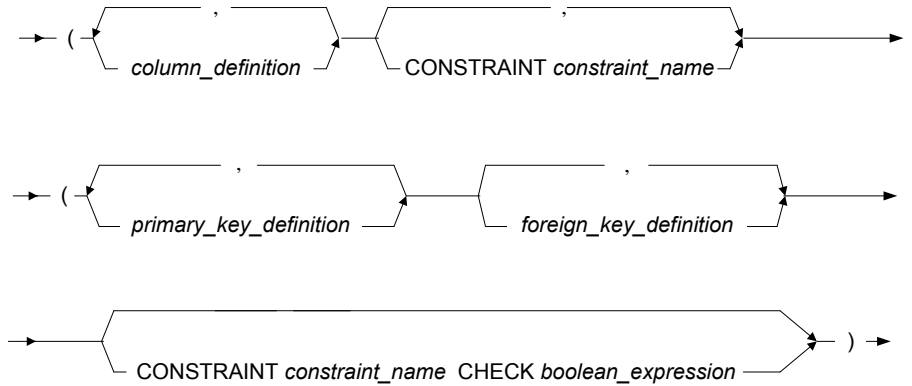 , ,
( column_definition CONSTRAINT constraint_name
, ,
( primary_key_definition foreign_key_definition
CONSTRAINT constraint_name CHECK boolean_expression )